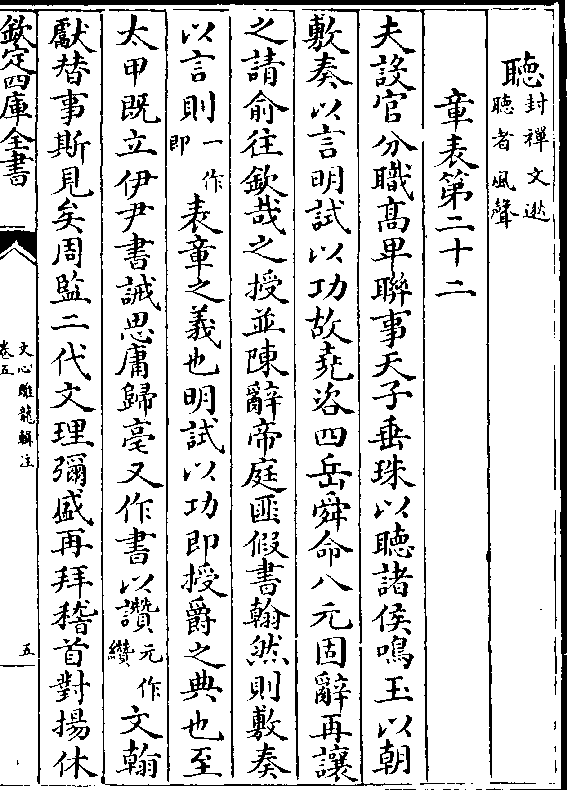 聽封禪文逖聽者風聲
章表第二十二
夫設官分職髙卑聯事天子垂珠以聽諸侯鳴玉以朝
敷奏以言明試以功故堯咨四岳舜命八元固辭再讓
之請俞往欽哉之授並陳辭帝庭匪假書翰然則敷奏
以言則一作即表章之義也明試以功即授爵之典也至
太甲既立伊尹書誡思庸歸亳又作書以讚元作纘文翰
獻替事斯見矣周監二代文理彌盛再拜稽首對揚休
欽定四庫全書
文心雕龍輯注
卷五
五